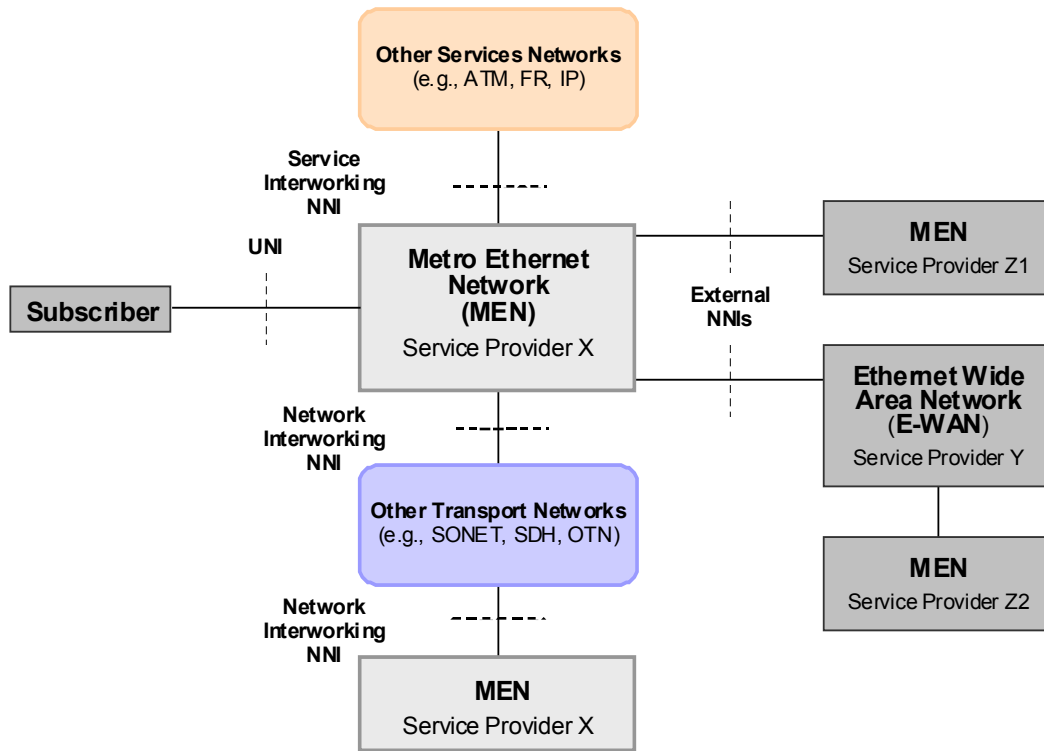 Other Services Networks
(e.g., ATM, FR, IP)
Service
Interworking
NNI
UNI
Metro Ethernet
Network
(MEN)
Service Provider X
MEN
Service Provider Z1
Subscriber
External
NNIs
Ethernet Wide
Area Network
(E-WAN)
Service Provider Y
Network
Interworking
NNI
Other Transport Networks
(e.g., SONET, SDH, OTN)
MEN
Service Provider Z2
Network
Interworking
NNI
MEN
Service Provider X